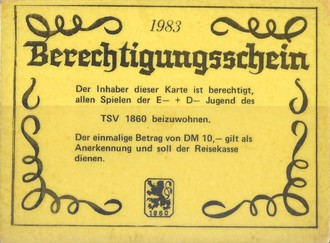 1983
Berechtigungsschein
Der Inhaber dieser Karte ist berechtigt,
allen Spielen der E— + D— Jugend des
TSV 1860 beizuwohnen.
Der einmalige Betrag von DM 10,— gilt als
Anerkennung und soll der Reisekasse
dienen.
1860